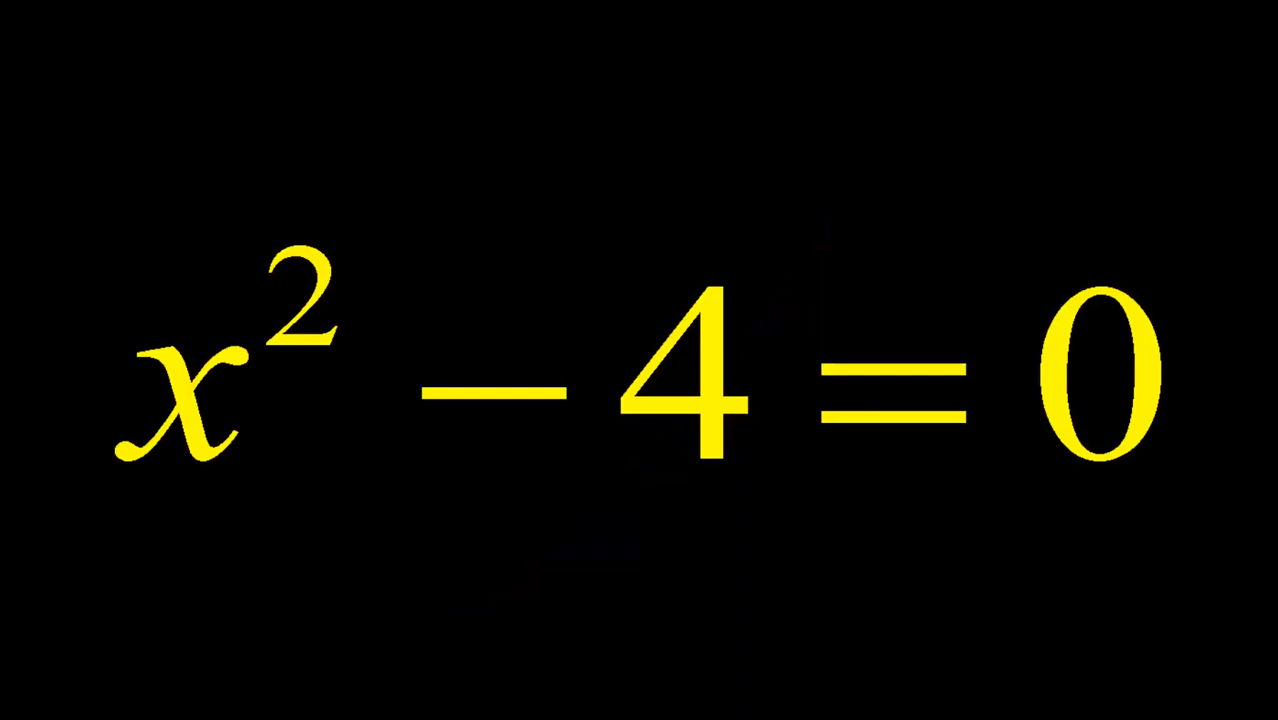 x² − 4 = 0